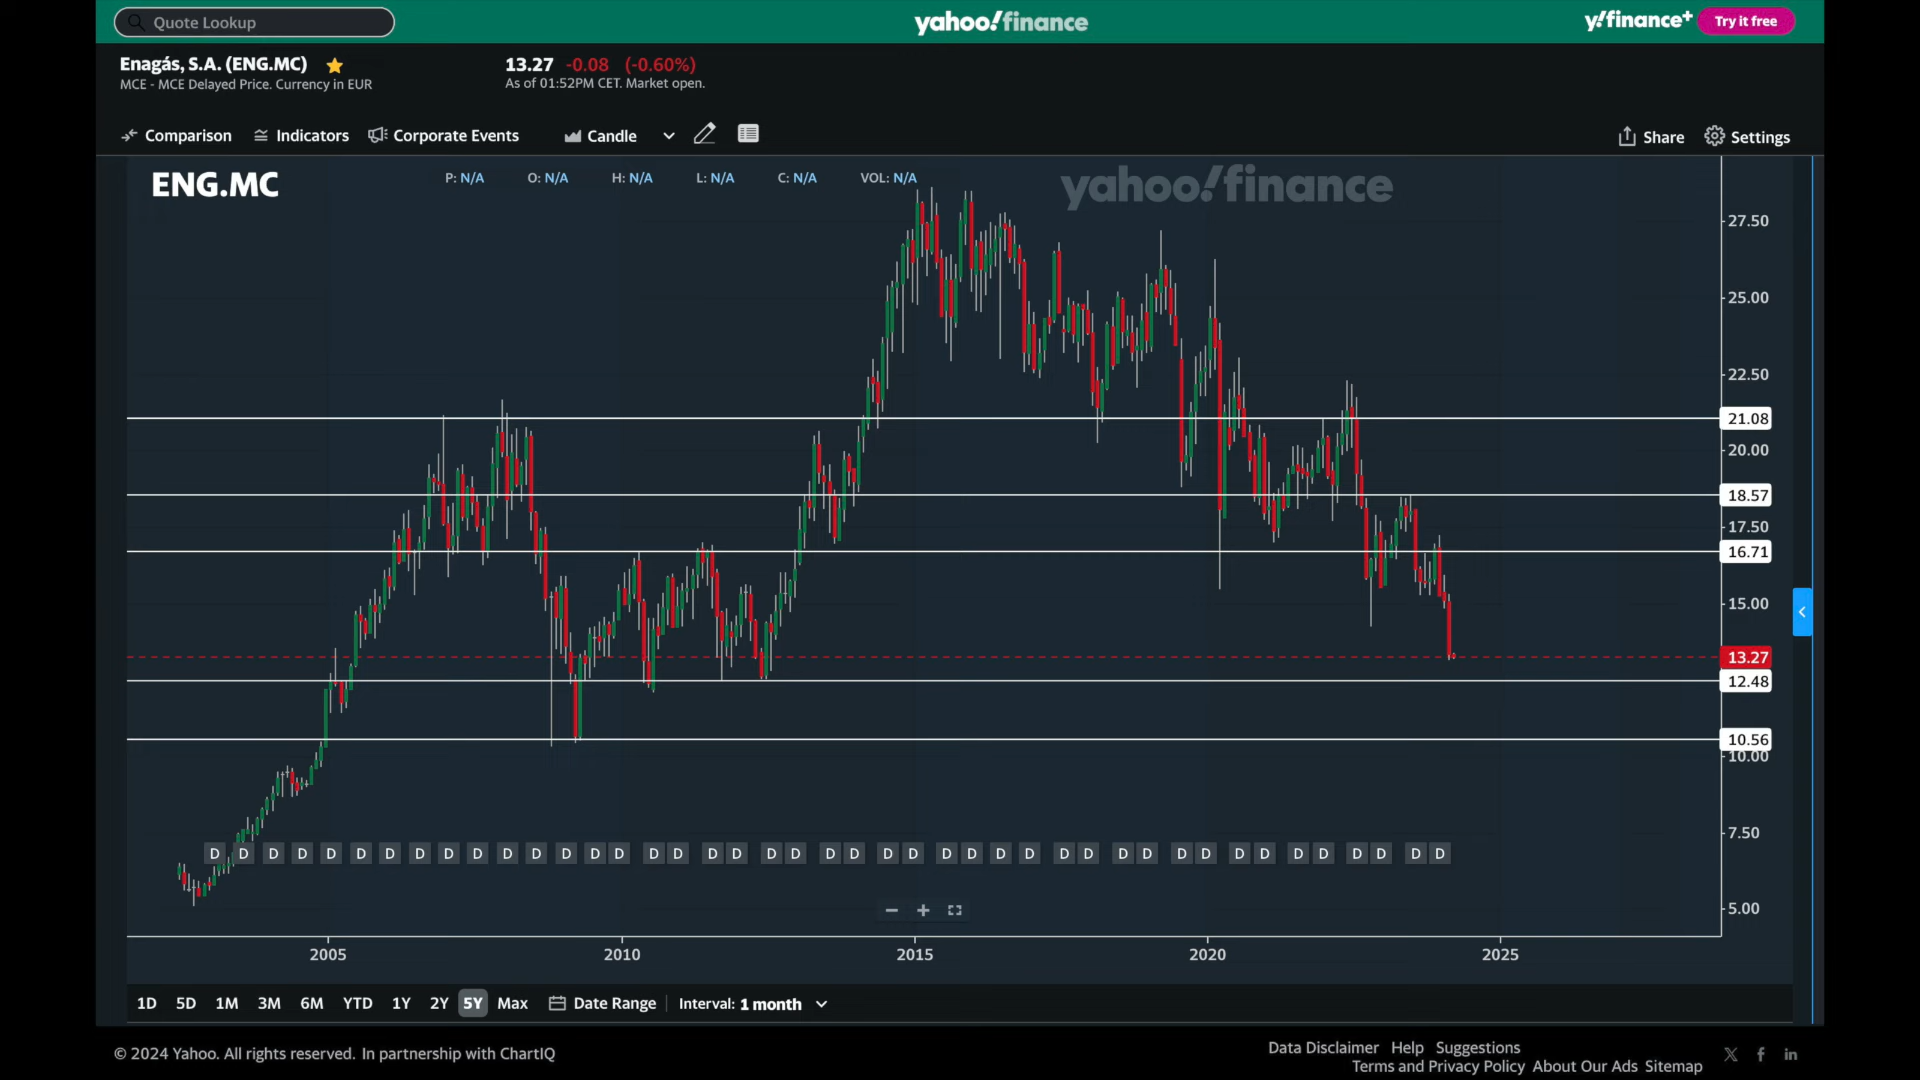 Quote Lookup
yahoo!finance
y!finance+
Try it free
Enagás, S.A. (ENG.MC)
13.27 -0.08 (-0.60%)
MCE - MCE Delayed Price. Currency in EUR
As of 01:52PM CET. Market open.
Comparison
Indicators
Corporate Events
Candle
Share
Settings
ENG.MC
P: N/A O: N/A H: N/A L: N/A C: N/A VOL: N/A
yahoo!finance
27.50
25.00
22.50
21.08
20.00
18.57
17.50
16.71
15.00
13.27
12.48
10.56
10.00
7.50
D D D D D D D D D D D D D D D D D D D D D D D D D D D D D D D D D D D D D D D D D D D D
5.00
2005 2010 2015 2020 2025
1D 5D 1M 3M 6M YTD 1Y 2Y 5Y Max Date Range Interval: 1 month
© 2024 Yahoo. All rights reserved. In partnership with ChartIQ
Data Disclaimer Help Suggestions
Terms and Privacy Policy About Our Ads Sitemap